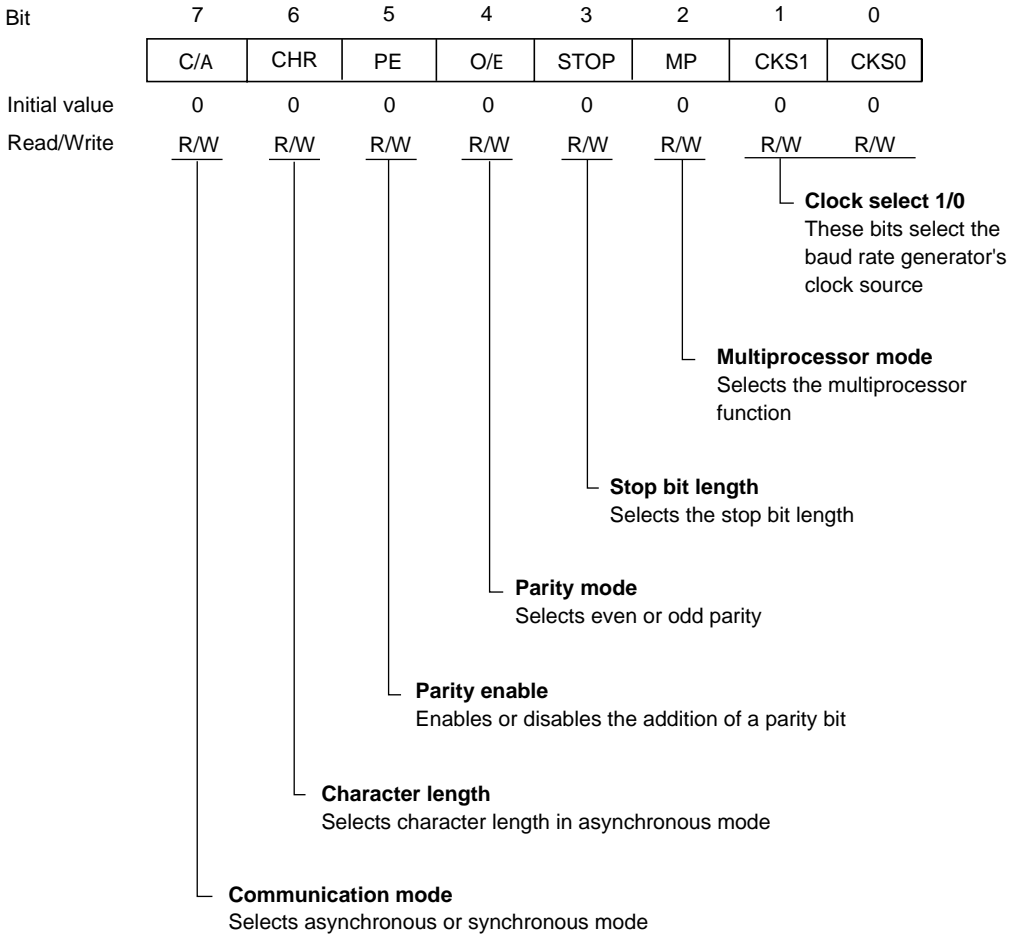 Bit 7 6 5 4 3 2 1 0
C/A CHR PE O/E STOP MP CKS1 CKS0
Initial value 0 0 0 0 0 0 0 0
Read/Write R/W R/W R/W R/W R/W R/W R/W R/W
Clock select 1/0
These bits select the
baud rate generator's
clock source
Multiprocessor mode
Selects the multiprocessor
function
Stop bit length
Selects the stop bit length
Parity mode
Selects even or odd parity
Parity enable
Enables or disables the addition of a parity bit
Character length
Selects character length in asynchronous mode
Communication mode
Selects asynchronous or synchronous mode